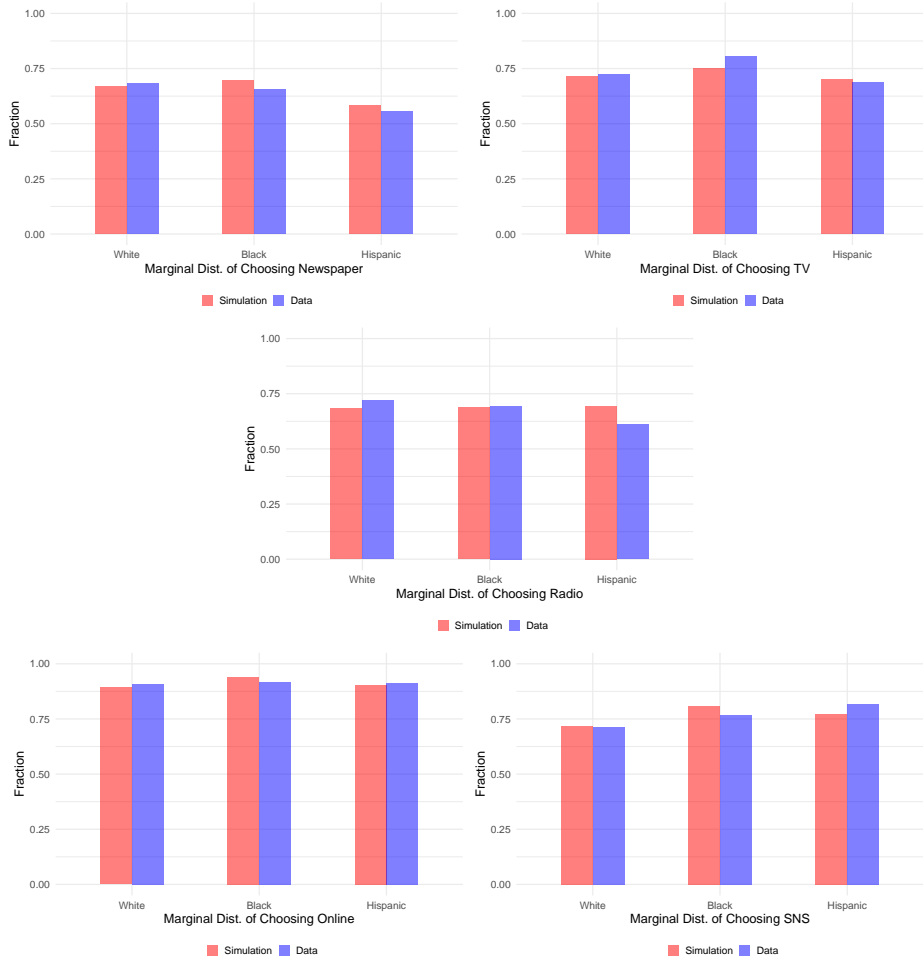 1.00
0.75
0.50
0.25
0.00
Fraction
White Black Hispanic
Marginal Dist. of Choosing Newspaper
Simulation Data
1.00
0.75
0.50
0.25
0.00
Fraction
White Black Hispanic
Marginal Dist. of Choosing TV
Simulation Data
1.00
0.75
0.50
0.25
0.00
Fraction
White Black Hispanic
Marginal Dist. of Choosing Radio
Simulation Data
1.00
0.75
0.50
0.25
0.00
Fraction
White Black Hispanic
Marginal Dist. of Choosing Online
Simulation Data
1.00
0.75
0.50
0.25
0.00
Fraction
White Black Hispanic
Marginal Dist. of Choosing SNS
Simulation Data